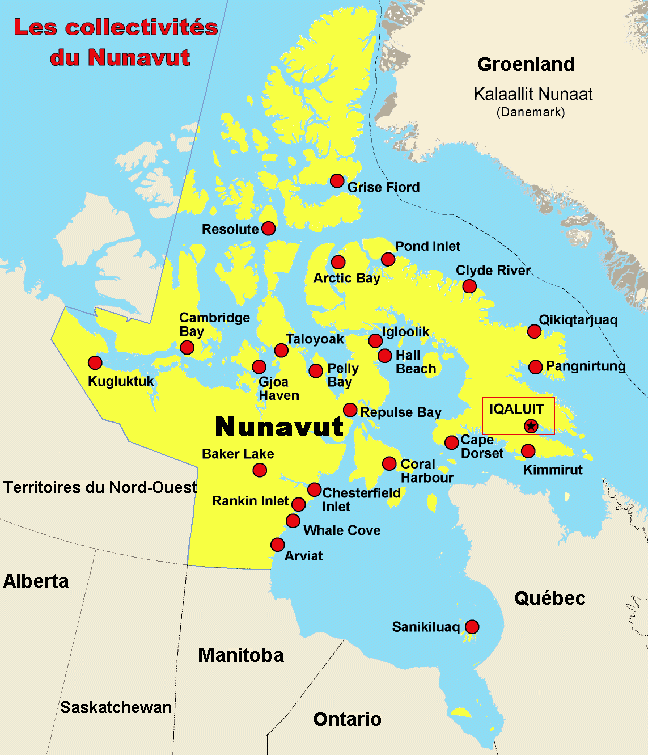 Les collectivités
du Nunavut
Groenland
Kalaallit Nunaat
(Danemark)
Grise Fiord
Resolute
Pond Inlet
Arctic Bay
Clyde River
Cambridge
Bay
Qikiqtarjuaq
Taloyoak
Igloolik
Hall
Beach
Pangnirtung
Kugluktuk
Gjoa
Haven
Pelly
Bay
IQALUIT
Repulse Bay
Nunavut
Cape
Dorset
Baker Lake
Coral
Harbour
Kimmirut
Territoires du Nord-Ouest
Rankin Inlet
Chesterfield
Inlet
Whale Cove
Arviat
Alberta
Québec
Sanikiluaq
Manitoba
Saskatchewan
Ontario